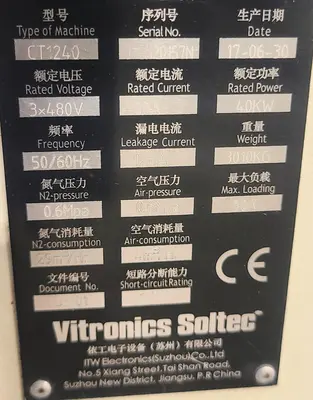 型号 序列号 生产日期
Type of Machine Serial No. 17-06-30
CT1240
额定电压 额定电流 额定功率
Rated Voltage Rated Current Rated Power
3×480V 40KW
频率 漏电电流 重量
Frequency Leakage Current Weight
50/60Hz
氮气压力 空气压力 最大负载
N2-pressure Air-pressure Max. Loading
0.6Mpa
氮气消耗量 空气消耗量
N2-consumption Air-consumption
文件编号 短路分断能力
Document No. Short-circuit Rating
Vitronics Soltec
依工电子设备（苏州）有限公司
ITW Electronics(Suzhou)Co.,Ltd
No.5 Xiang Street,Tai Shan Road,
Suzhou New District, Jiangsu, P.R China
CE